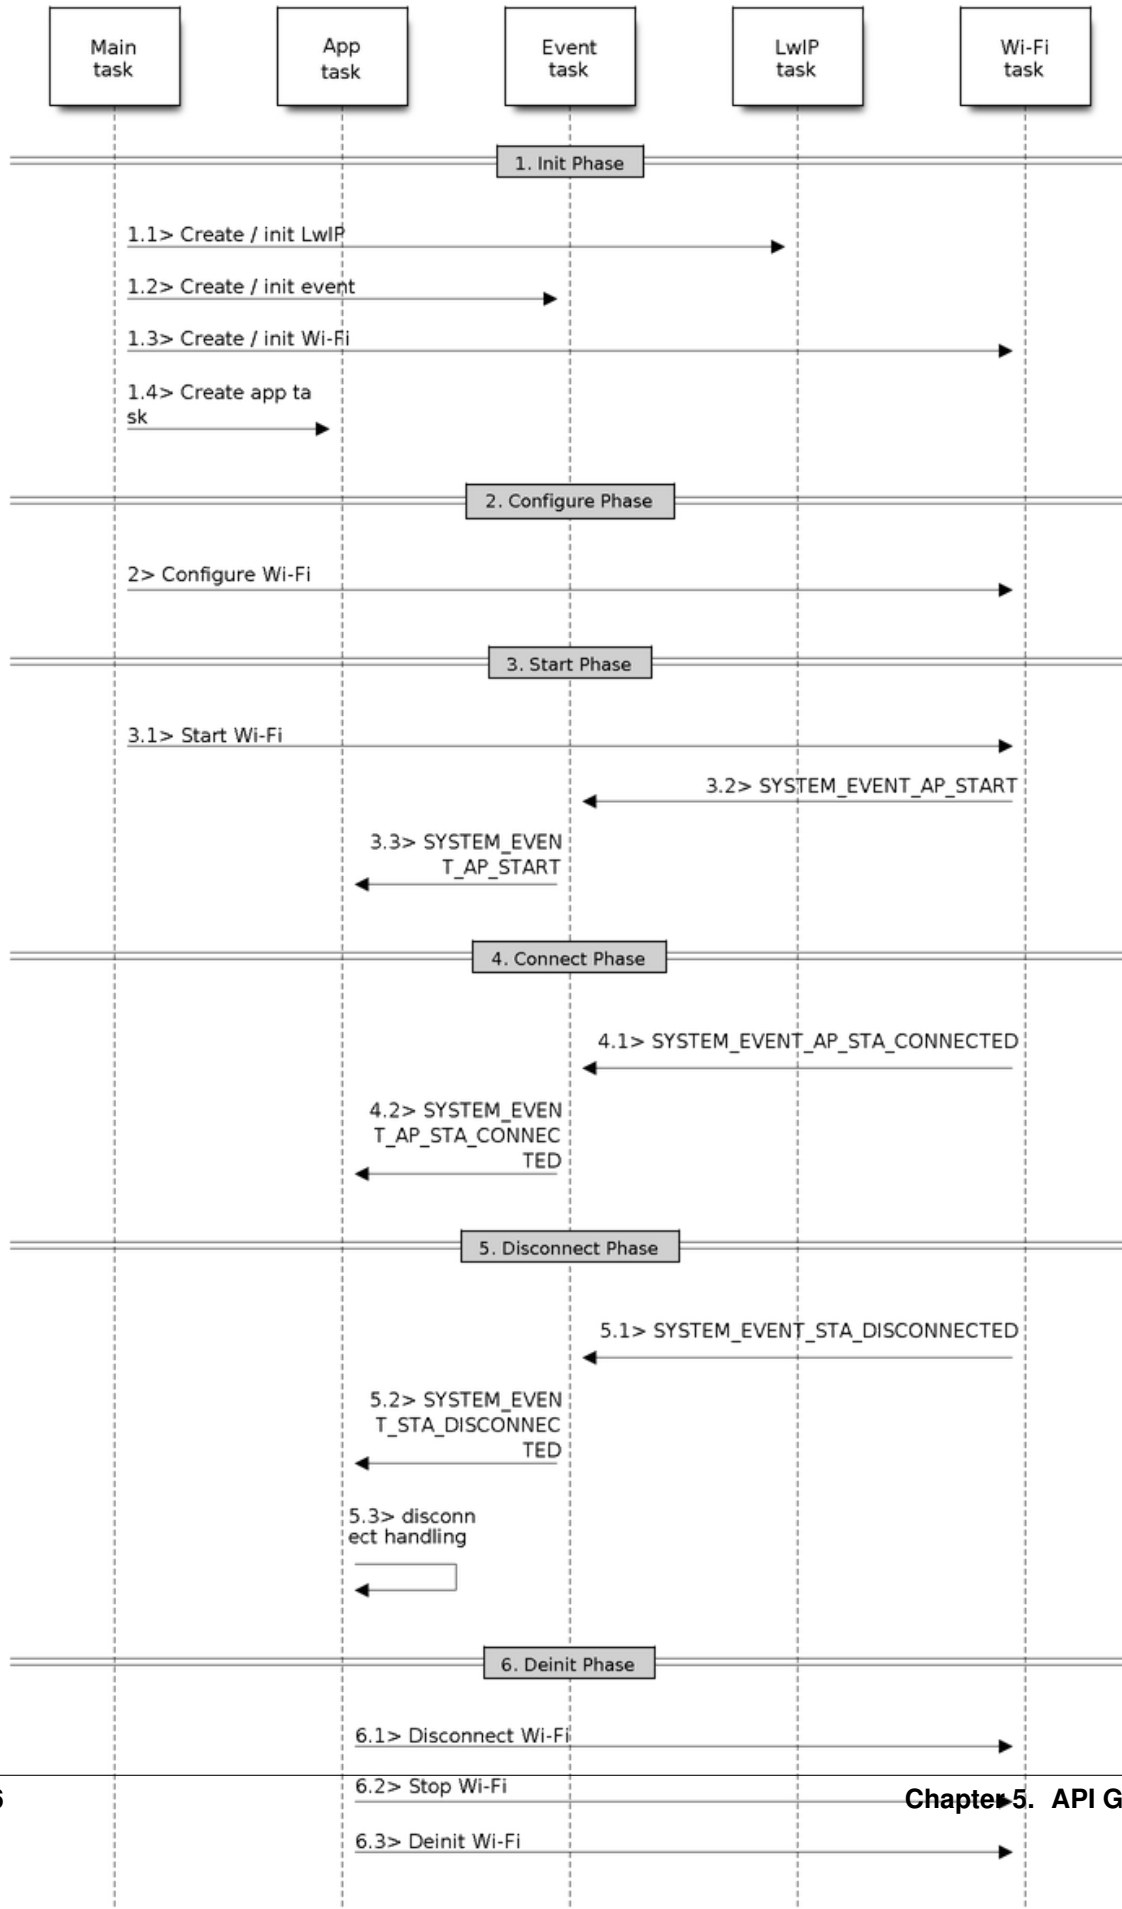 Main
task
App
task
Event
task
LwIP
task
Wi-Fi
task
1. Init Phase
1.1> Create / init LwIP
1.2> Create / init event
1.3> Create / init Wi-Fi
1.4> Create app ta
sk
2. Configure Phase
2> Configure Wi-Fi
3. Start Phase
3.1> Start Wi-Fi
3.2> SYSTEM_EVENT_AP_START
3.3> SYSTEM_EVEN
T_AP_START
4. Connect Phase
4.1> SYSTEM_EVENT_AP_STA_CONNECTED
4.2> SYSTEM_EVEN
T_AP_STA_CONNEC
TED
5. Disconnect Phase
5.1> SYSTEM_EVENT_STA_DISCONNECTED
5.2> SYSTEM_EVEN
T_STA_DISCONNEC
TED
5.3> disconn
ect handling
6. Deinit Phase
6.1> Disconnect Wi-Fi
6.2> Stop Wi-Fi
Chapter 5. API G
6.3> Deinit Wi-Fi